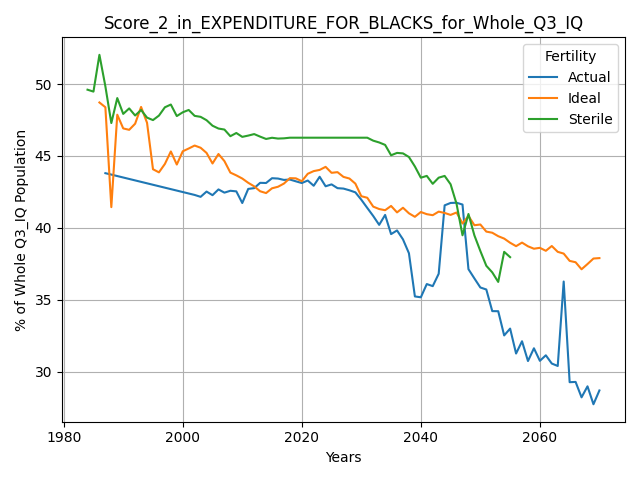 Score_2_in_EXPENDITURE_FOR_BLACKS_for_Whole_Q3_IQ
Fertility
Actual
Ideal
Sterile
% of Whole Q3_IQ Population
50
45
40
35
30
1980
2000
2020
2040
2060
Years